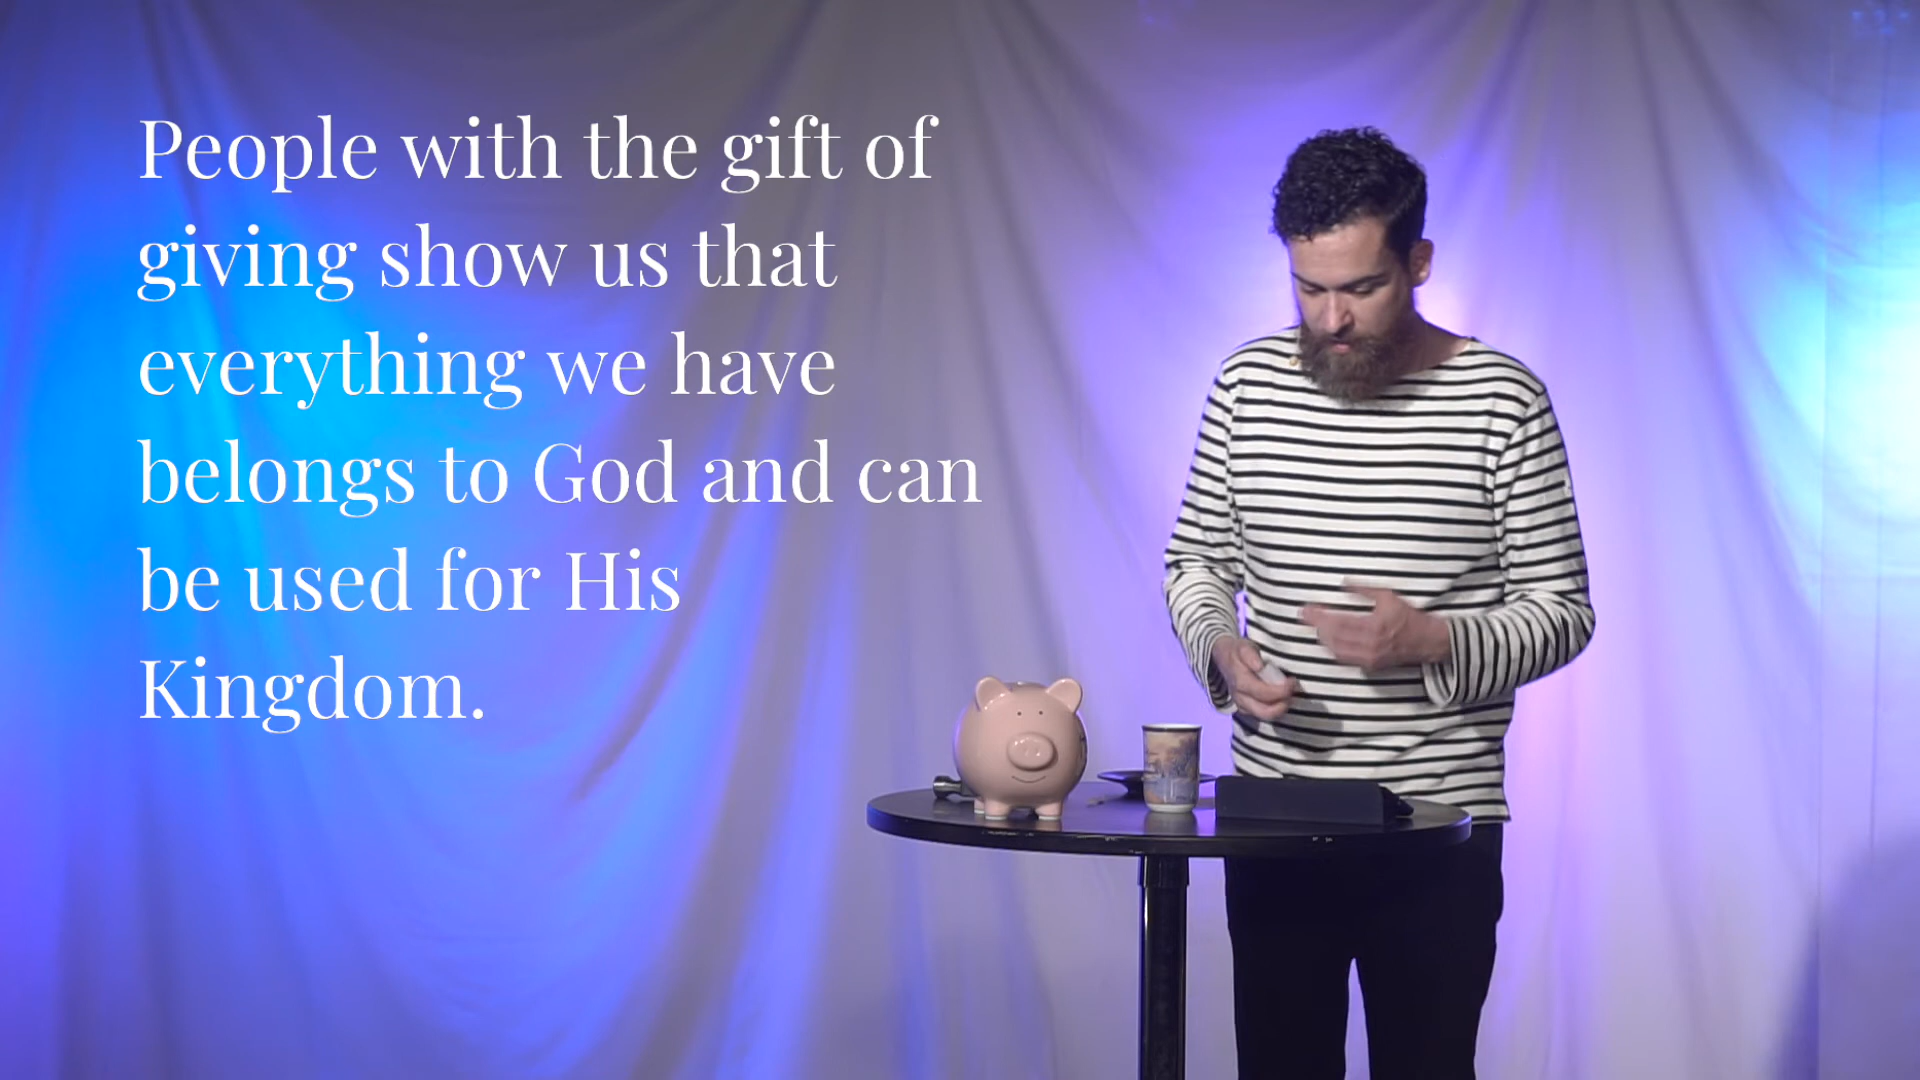 People with the gift of
giving show us that
everything we have
belongs to God and can
be used for His
Kingdom.